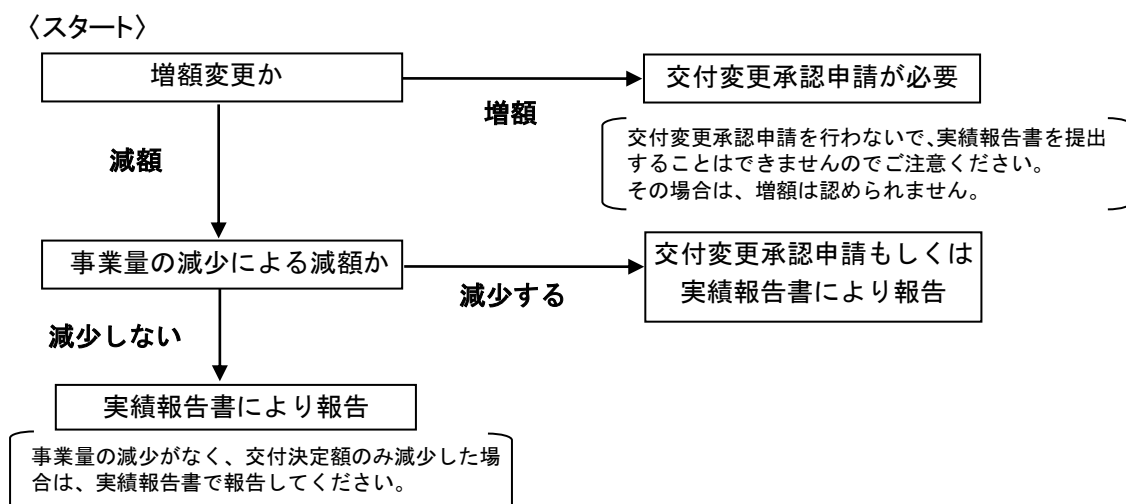 〈スタート〉
増額変更か
交付変更承認申請が必要
増額
交付変更承認申請を行わないで、実績報告書を提出
することはできませんのでご注意ください。
その場合は、増額は認められません。
減額
事業量の減少による減額か
交付変更承認申請もしくは
実績報告書により報告
減少する
減少しない
実績報告書により報告
事業量の減少がなく、交付決定額のみ減少した場
合は、実績報告書で報告してください。